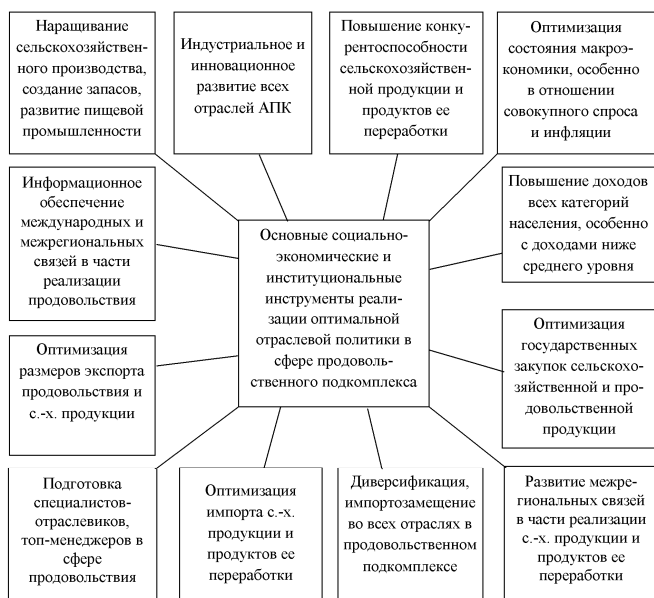 Наращивание
сельскохозяйствен-
ного производства,
создание запасов,
развитие пищевой
промышленности
Индустриальное и
инновационное
развитие всех
отраслей АПК
Повышение конку-
рентоспособности
сельскохозяйствен-
ной продукции и
продуктов ее
переработки
Оптимизация
состояния макроэ-
кономики, особенно
в отношении
совокупного спроса
и инфляции
Информационное
обеспечение
международных и
межрегиональных
связей в части
реализации
продовольствия
Основные социально-
экономические и
институциональные
инструменты реали-
зации оптимальной
отраслевой политики в
сфере продоволь-
ственного подкомплекса
Повышение доходов
всех категорий
населения, особенно
с доходами ниже
среднего уровня
Оптимизация
размеров экспорта
продовольствия и
с.-х. продукции
Оптимизация
государственных
закупок сельскохо-
зяйственной и про-
довольственной
продукции
Подготовка
специалистов-
отраслевиков,
топ-менеджеров в
сфере
продовольствия
Оптимизация
импорта с.-х.
продукции и
продуктов ее
переработки
Диверсификация,
импортозамещение
во всех отраслях в
продовольственном
подкомплексе
Развитие межре-
гиональных связей
в части реализации
с.-х. продукции и
продуктов ее
переработки